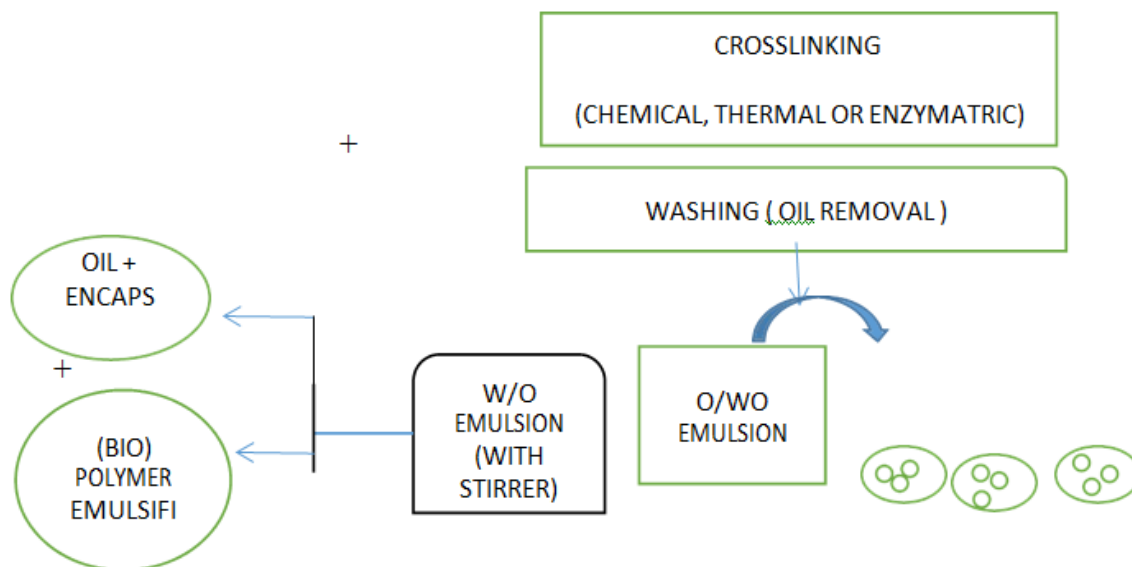 CROSSLINKING
(CHEMICAL, THERMAL OR ENZYMATRIC)
+
WASHING ( OIL REMOVAL )
OIL +
ENCAPS
+
(BIO)
POLYMER
EMULSIFI
W/O
EMULSION
(WITH
STIRRER)
O/WO
EMULSION